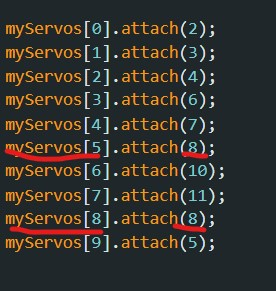 myServos[0].attach(2);
myServos[1].attach(3);
myServos[2].attach(4);
myServos[3].attach(6);
myServos[4].attach(7);
myServos[5].attach(8);
myServos[6].attach(10);
myServos[7].attach(11);
myServos[8].attach(8);
myServos[9].attach(5);